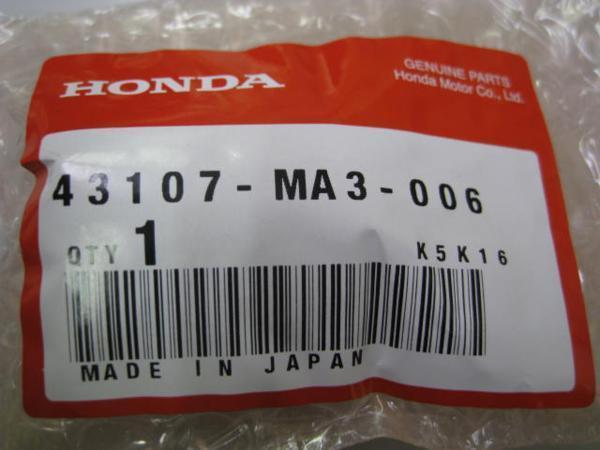 HONDA
GENUINE PARTS
Honda Motor Co., Ltd.
43107-MA3-006
QTY 1
K5K16
MADE IN JAPAN